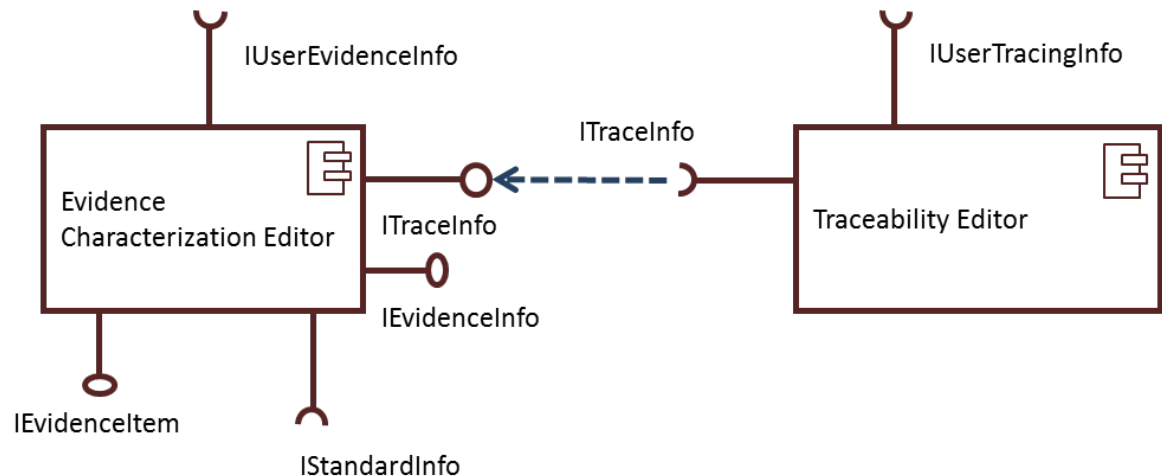 IUserEvidenceInfo
IUserTracingInfo
ITraceInfo
Evidence
Characterization Editor
ITraceInfo
Traceability Editor
IEvidenceInfo
IEvidenceItem
IStandardInfo